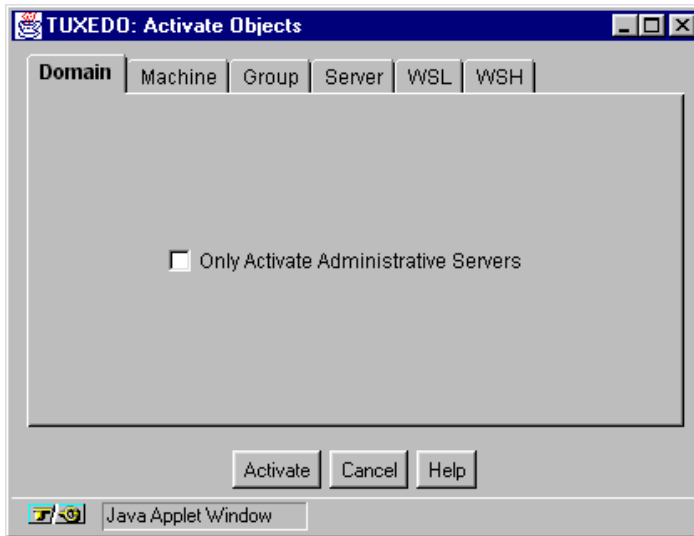 TUXEDO: Activate Objects
Domain Machine Group Server WSL WSH
Only Activate Administrative Servers
Activate Cancel Help
Java Applet Window